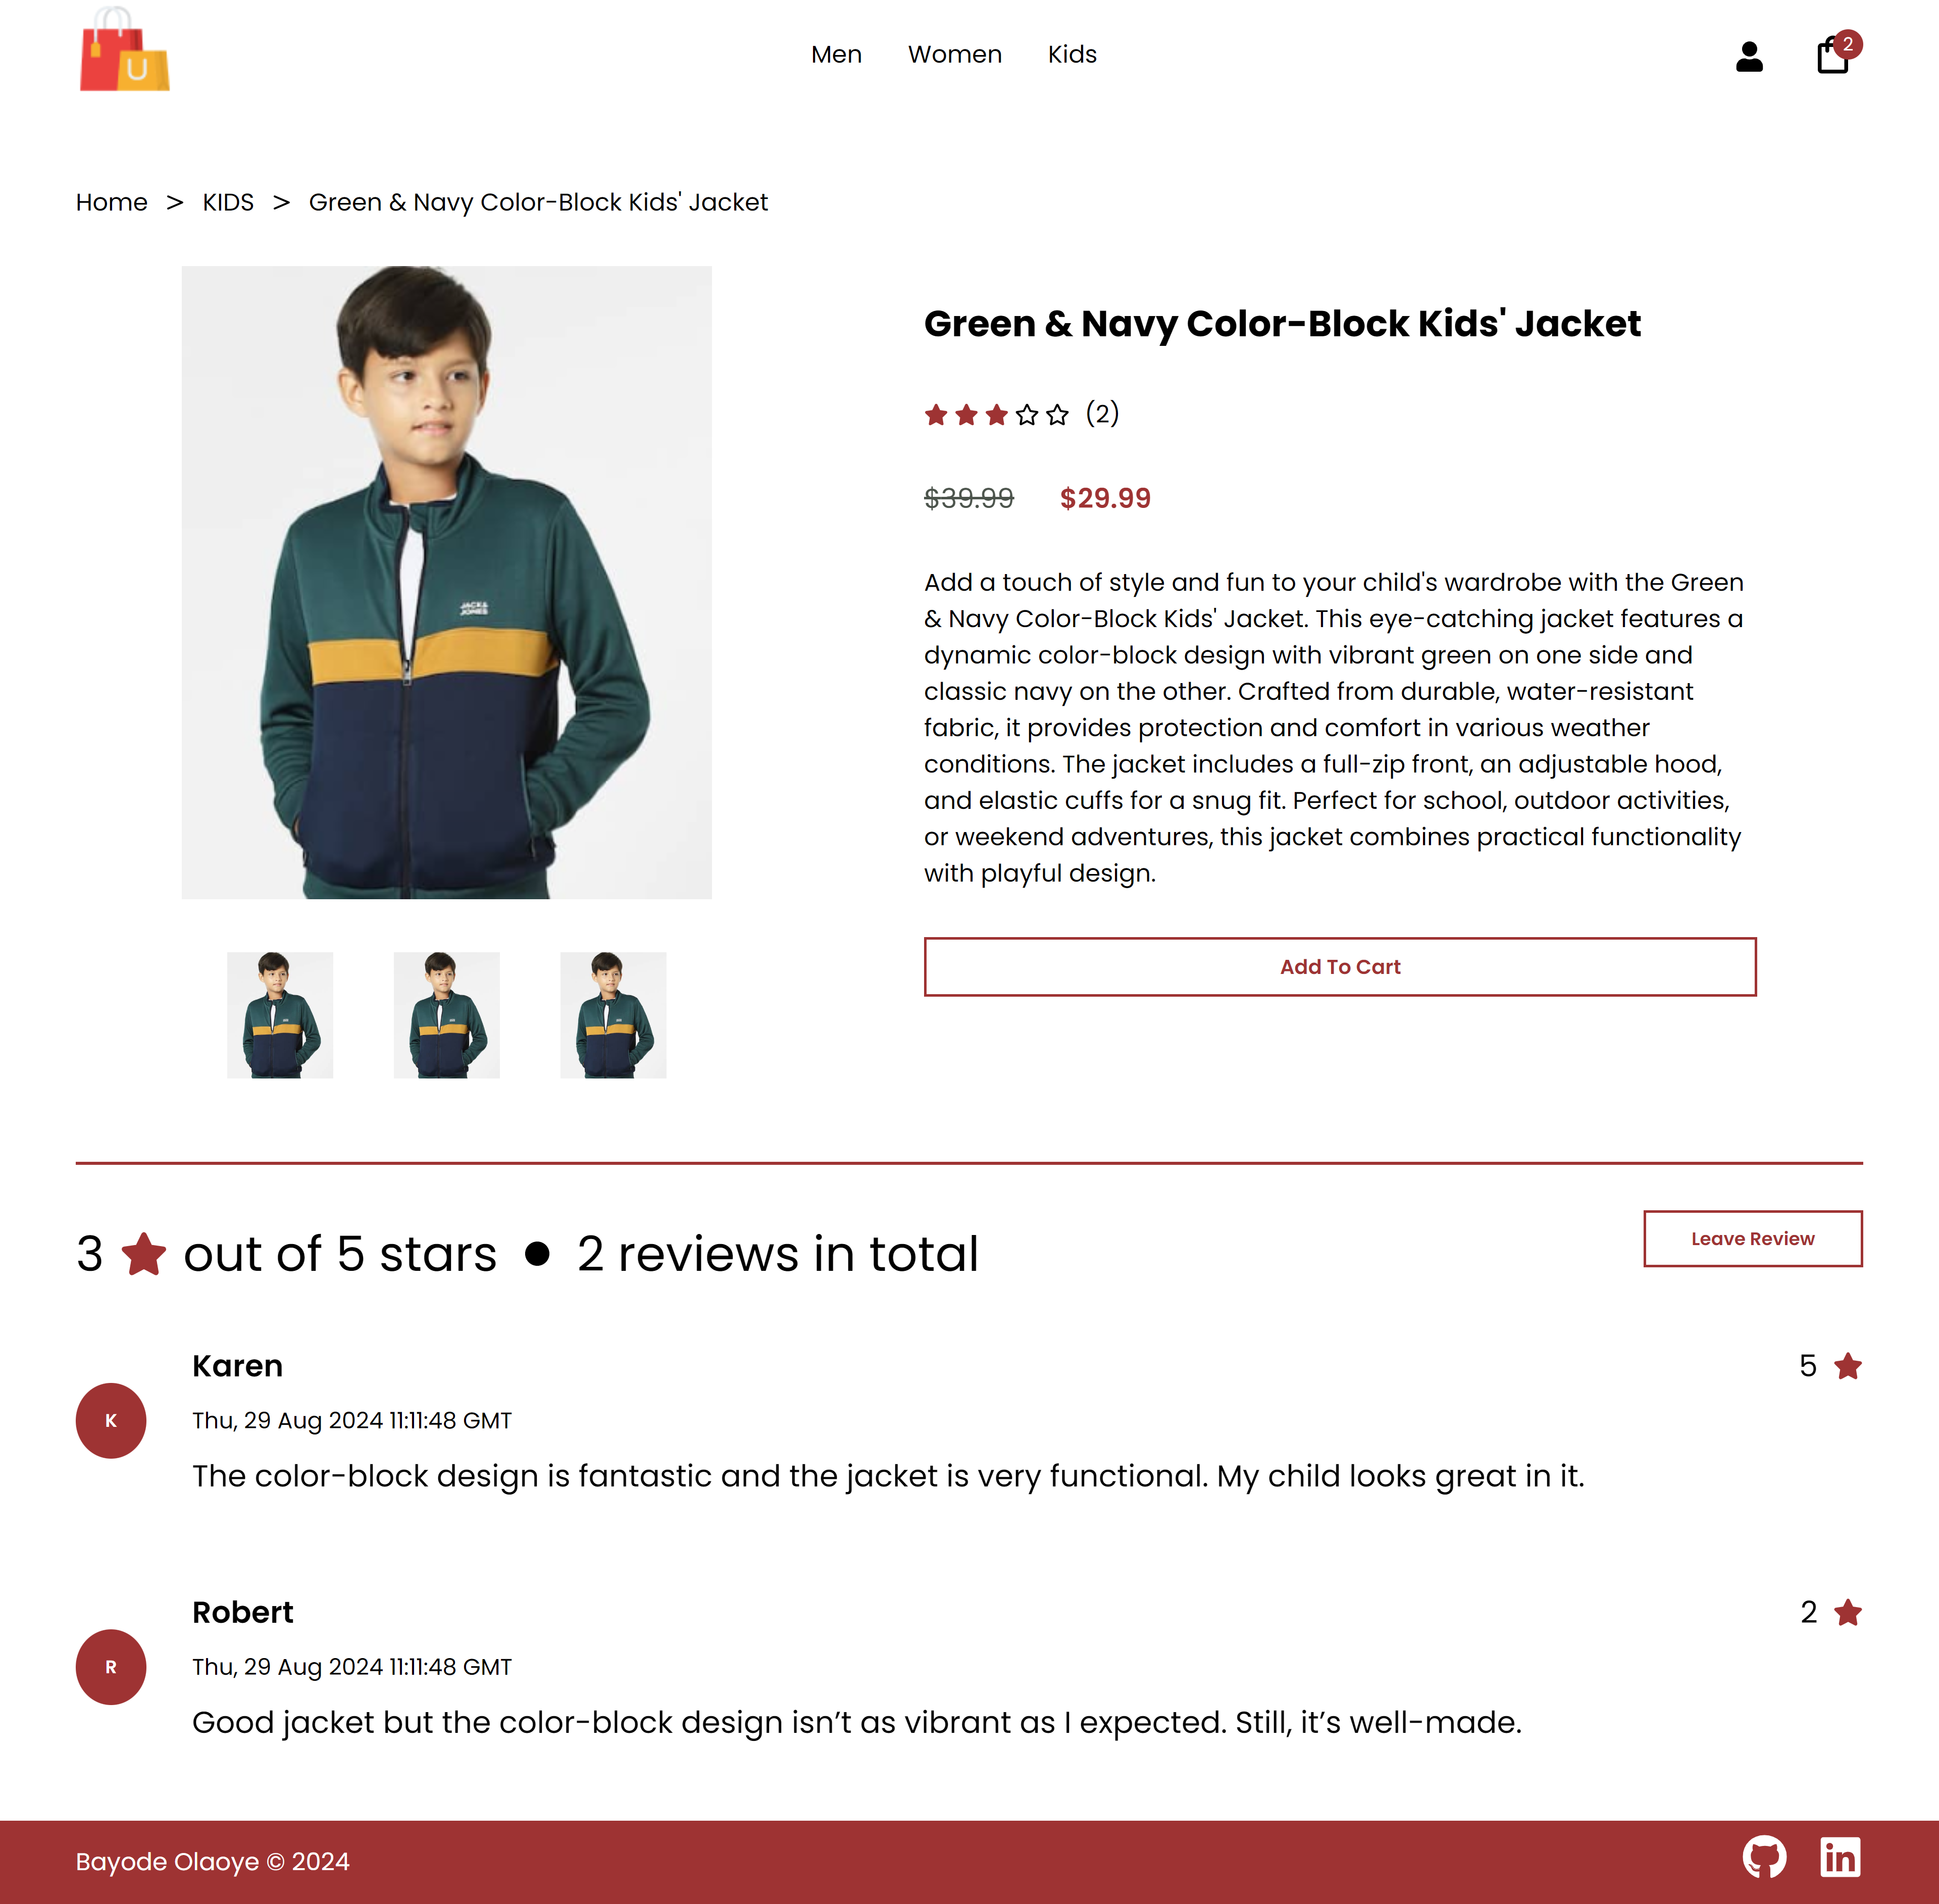 U
Men Women Kids
2
Home > KIDS > Green & Navy Color-Block Kids' Jacket
Green & Navy Color-Block Kids' Jacket
(2)
$39.99 $29.99
JACK&
JONES
Add a touch of style and fun to your child's wardrobe with the Green
& Navy Color-Block Kids' Jacket. This eye-catching jacket features a
dynamic color-block design with vibrant green on one side and
classic navy on the other. Crafted from durable, water-resistant
fabric, it provides protection and comfort in various weather
conditions. The jacket includes a full-zip front, an adjustable hood,
and elastic cuffs for a snug fit. Perfect for school, outdoor activities,
or weekend adventures, this jacket combines practical functionality
with playful design.
Add To Cart
3 out of 5 stars ● 2 reviews in total
Leave Review
Karen
5
K
Thu, 29 Aug 2024 11:11:48 GMT
The color-block design is fantastic and the jacket is very functional. My child looks great in it.
Robert
2
R
Thu, 29 Aug 2024 11:11:48 GMT
Good jacket but the color-block design isn’t as vibrant as I expected. Still, it’s well-made.
Bayode Olaoye © 2024
in